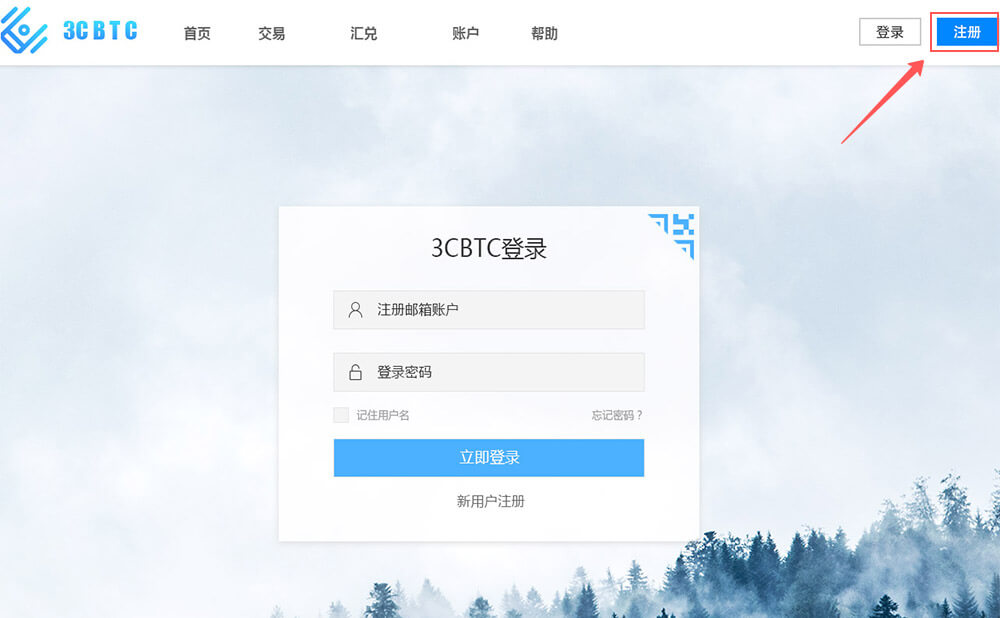 3CBTC 首页 交易 汇兑 账户 帮助 登录 注册
3CBTC登录
注册邮箱账户
登录密码
记住用户名 忘记密码？
立即登录
新用户注册